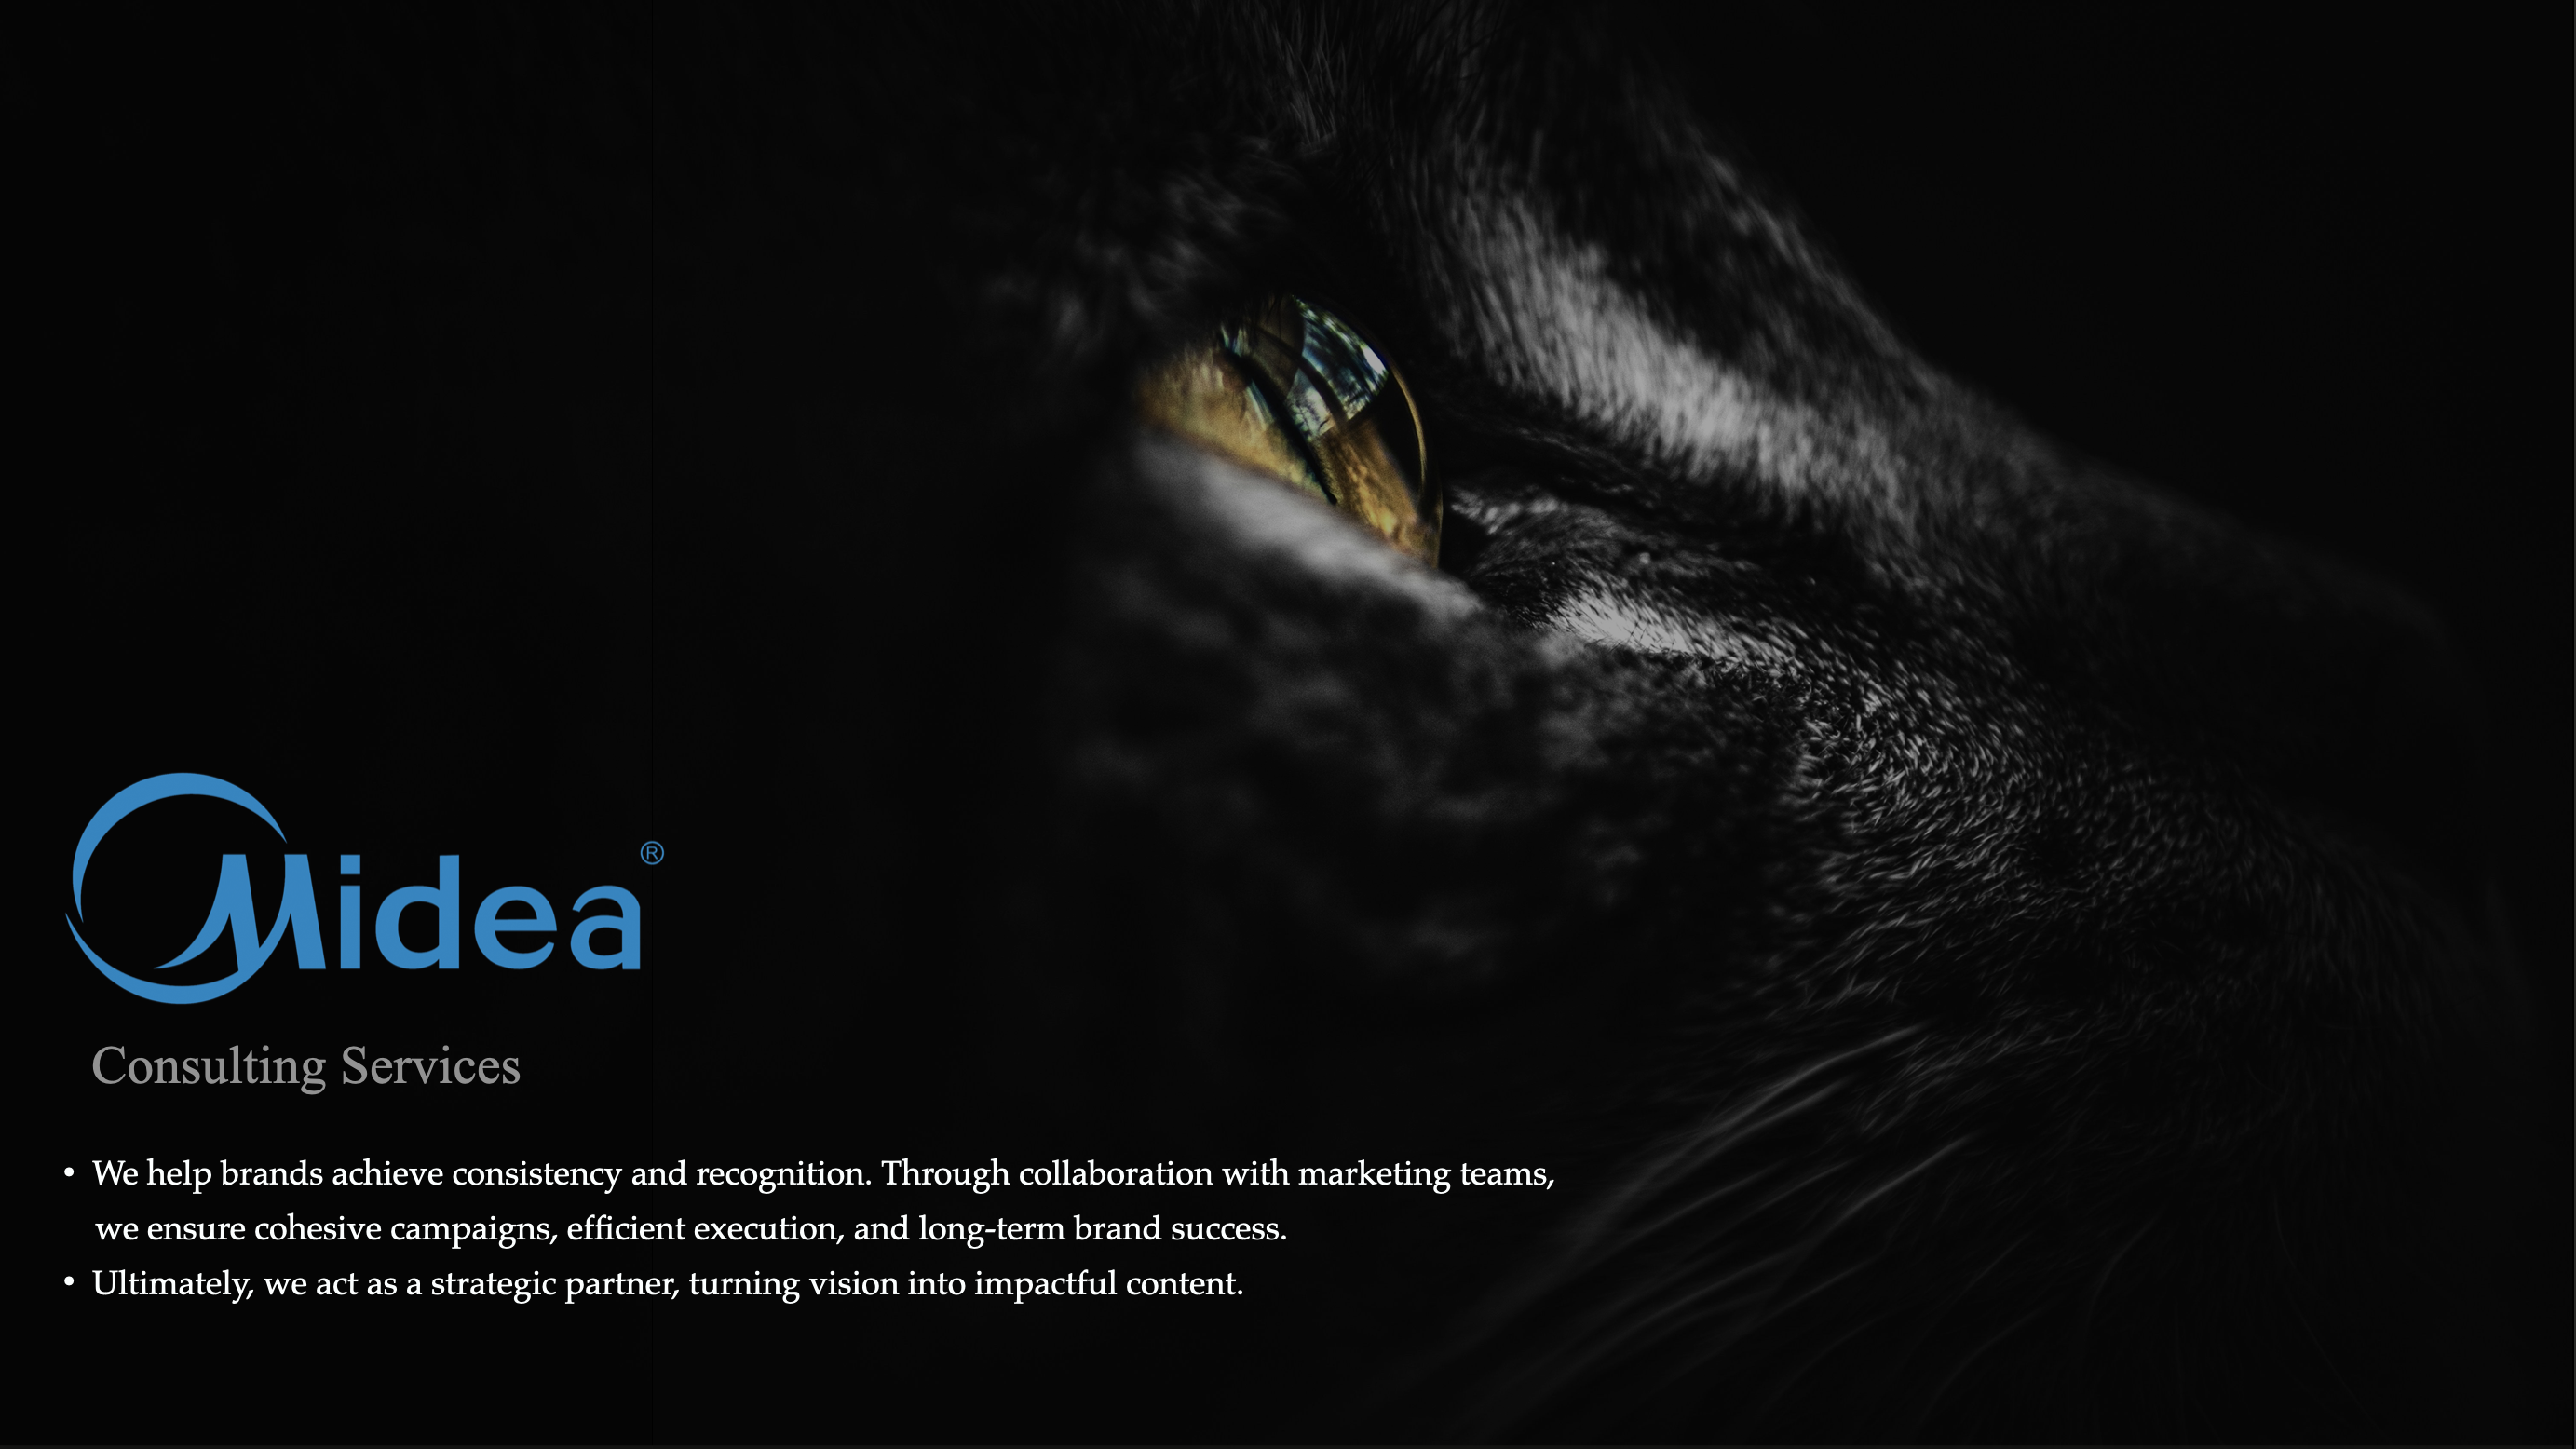 Midea®
Consulting Services
• We help brands achieve consistency and recognition. Through collaboration with marketing teams,
we ensure cohesive campaigns, efficient execution, and long-term brand success.
• Ultimately, we act as a strategic partner, turning vision into impactful content.